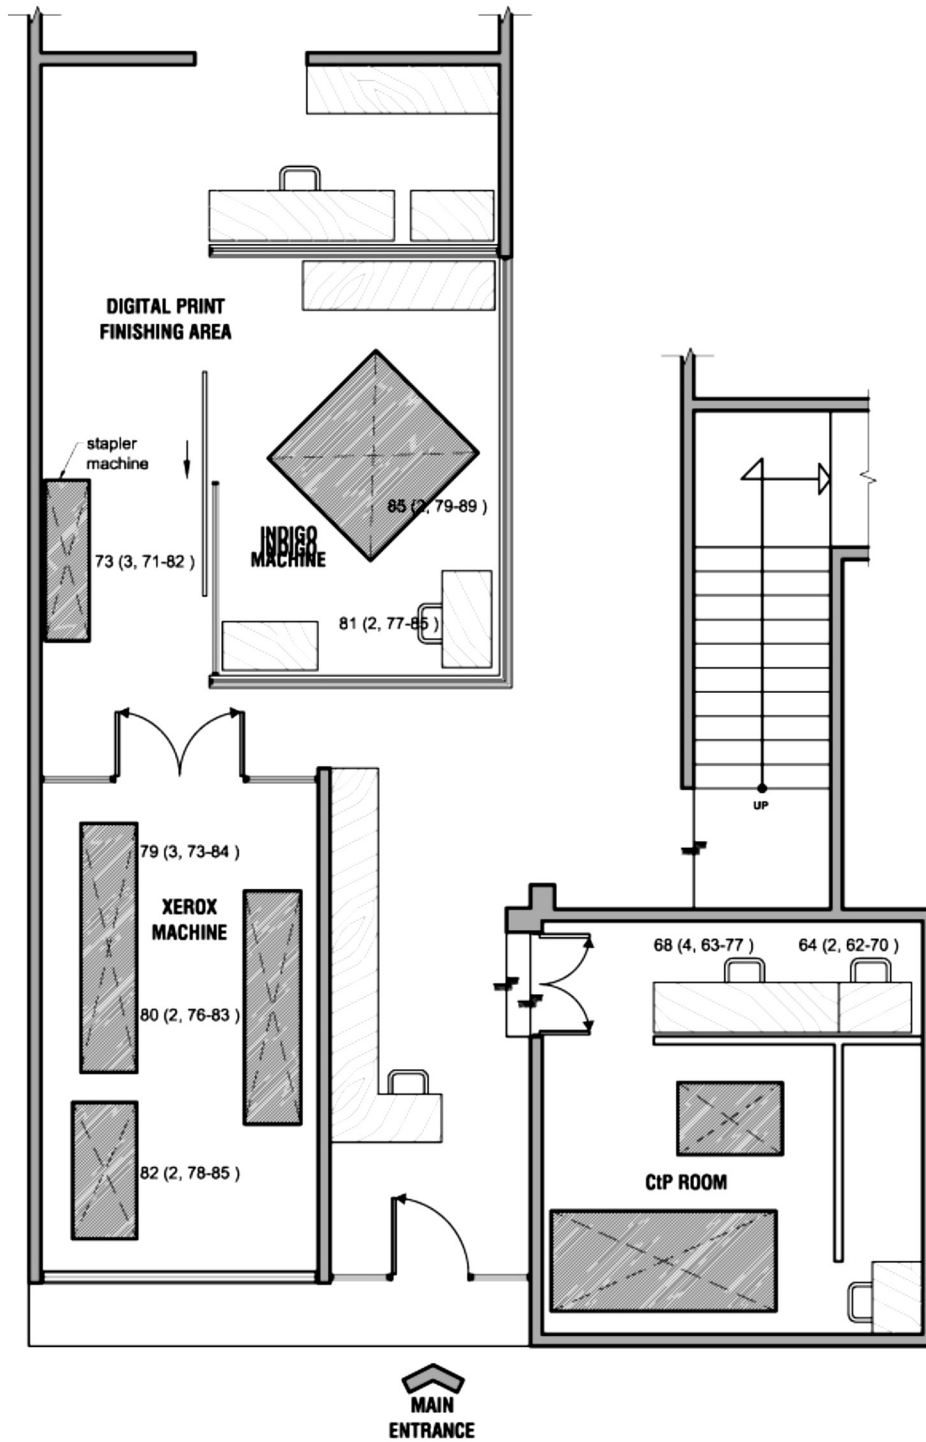 DIGITAL PRINT
FINISHING AREA
stapler
machine
85 (2, 79-89 )
INDIGO
MACHINE
73 (3, 71-82 )
81 (2, 77-85 )
UP
79 (3, 73-84 )
XEROX
MACHINE
68 (4, 63-77 )
64 (2, 62-70 )
80 (2, 76-83 )
82 (2, 78-85 )
CtP ROOM
MAIN
ENTRANCE